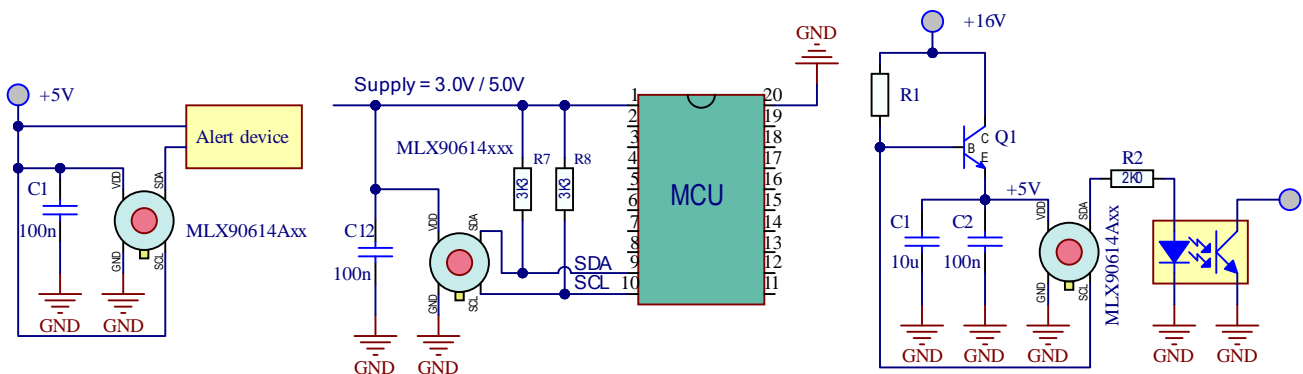 +5V
Alert device
C1
100n
VDD
SDA
GND
SCL
MLX90614Axx
GND
GND
Supply = 3.0V / 5.0V
MLX90614xxx
R7
R8
3K3
3K3
C12
100n
VDD
SDA
GND
SCL
SDA
SCL
GND
GND
MCU
1
2
3
4
5
6
7
8
9
10
20
19
18
17
16
15
14
13
12
11
GND
+16V
R1
Q1
C
B
E
+5V
C1
10u
C2
100n
VDD
SDA
GND
SCL
MLX90614Axx
R2
2K0
GND
GND
GND
GND
GND